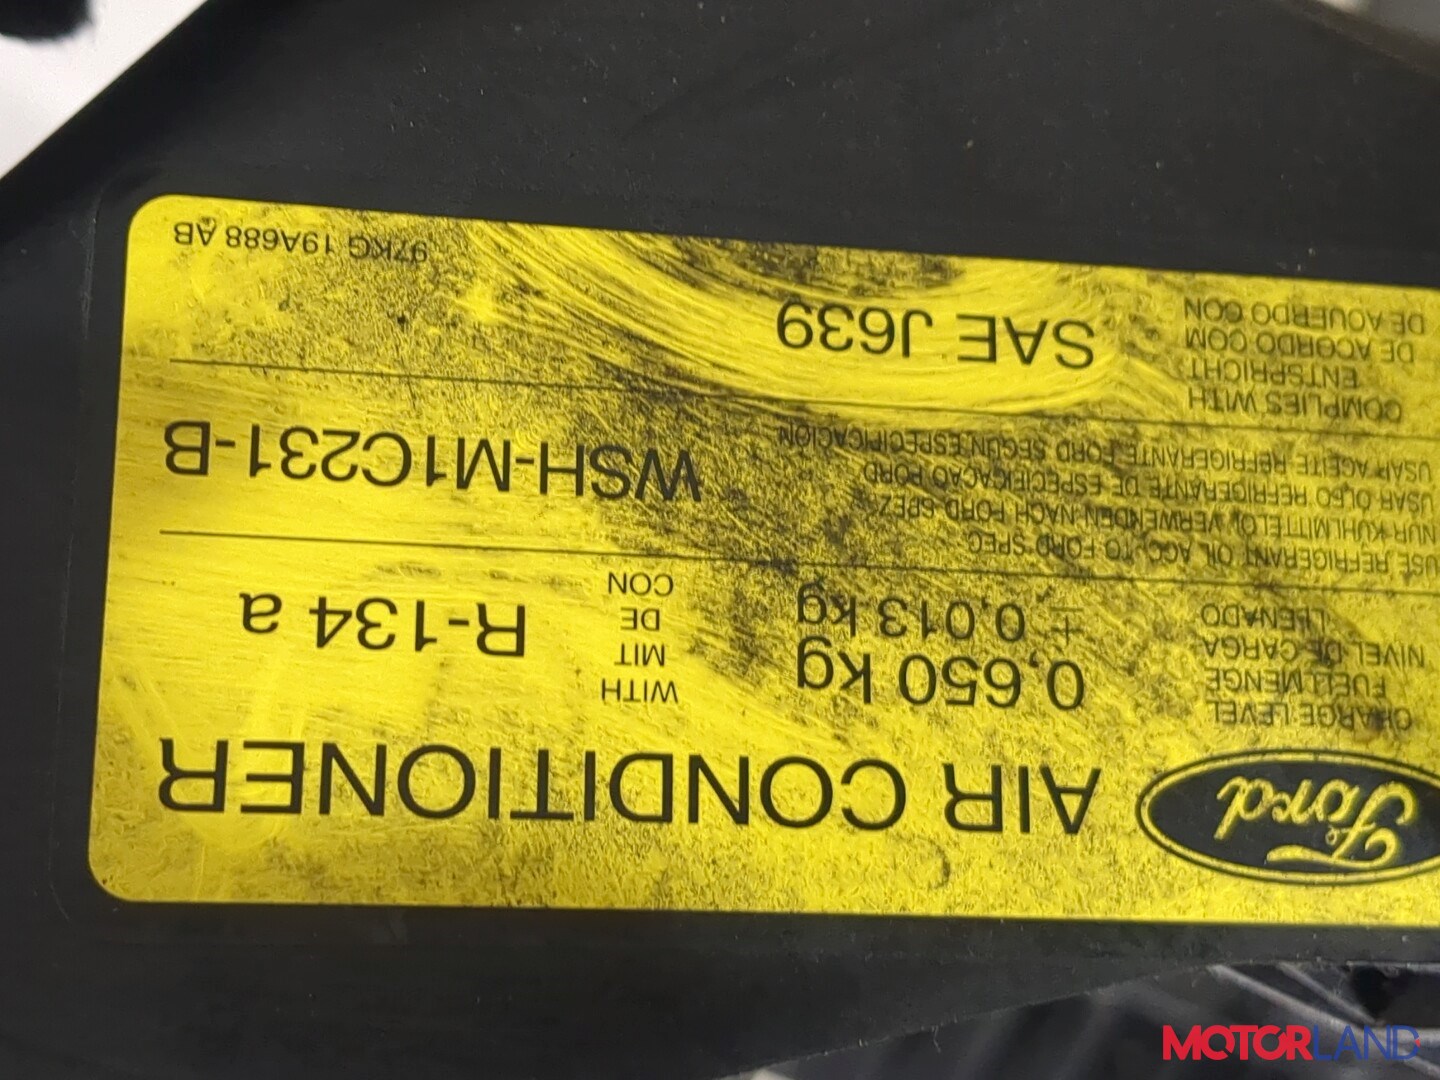 Ford
AIR CONDITIONER
CHARGE LEVEL
FUELLMENGE
NIVEL DE CARGA
LLENADO
0,650 kg
± 0,013 kg
WITH
MIT
DE
CON
R-134 a
USE REFRIGERANT OIL ACC. TO FORD SPEC
NUR KÜHLMITTELÖL VERWENDEN NACH FORD SPEZ.
USAR OLEO REFRIGERANTE DE ESPECIFICACAO FORD
USAR ACEITE REFRIGERANTE FORD SEGUN ESPECIFICACION
WSH-M1C231-B
COMPLIES WITH
ENTSPRICHT
DE ACORDO COM
DE ACUERDO CON
SAE J639
97KG 19A688 AB
MOTORLAND